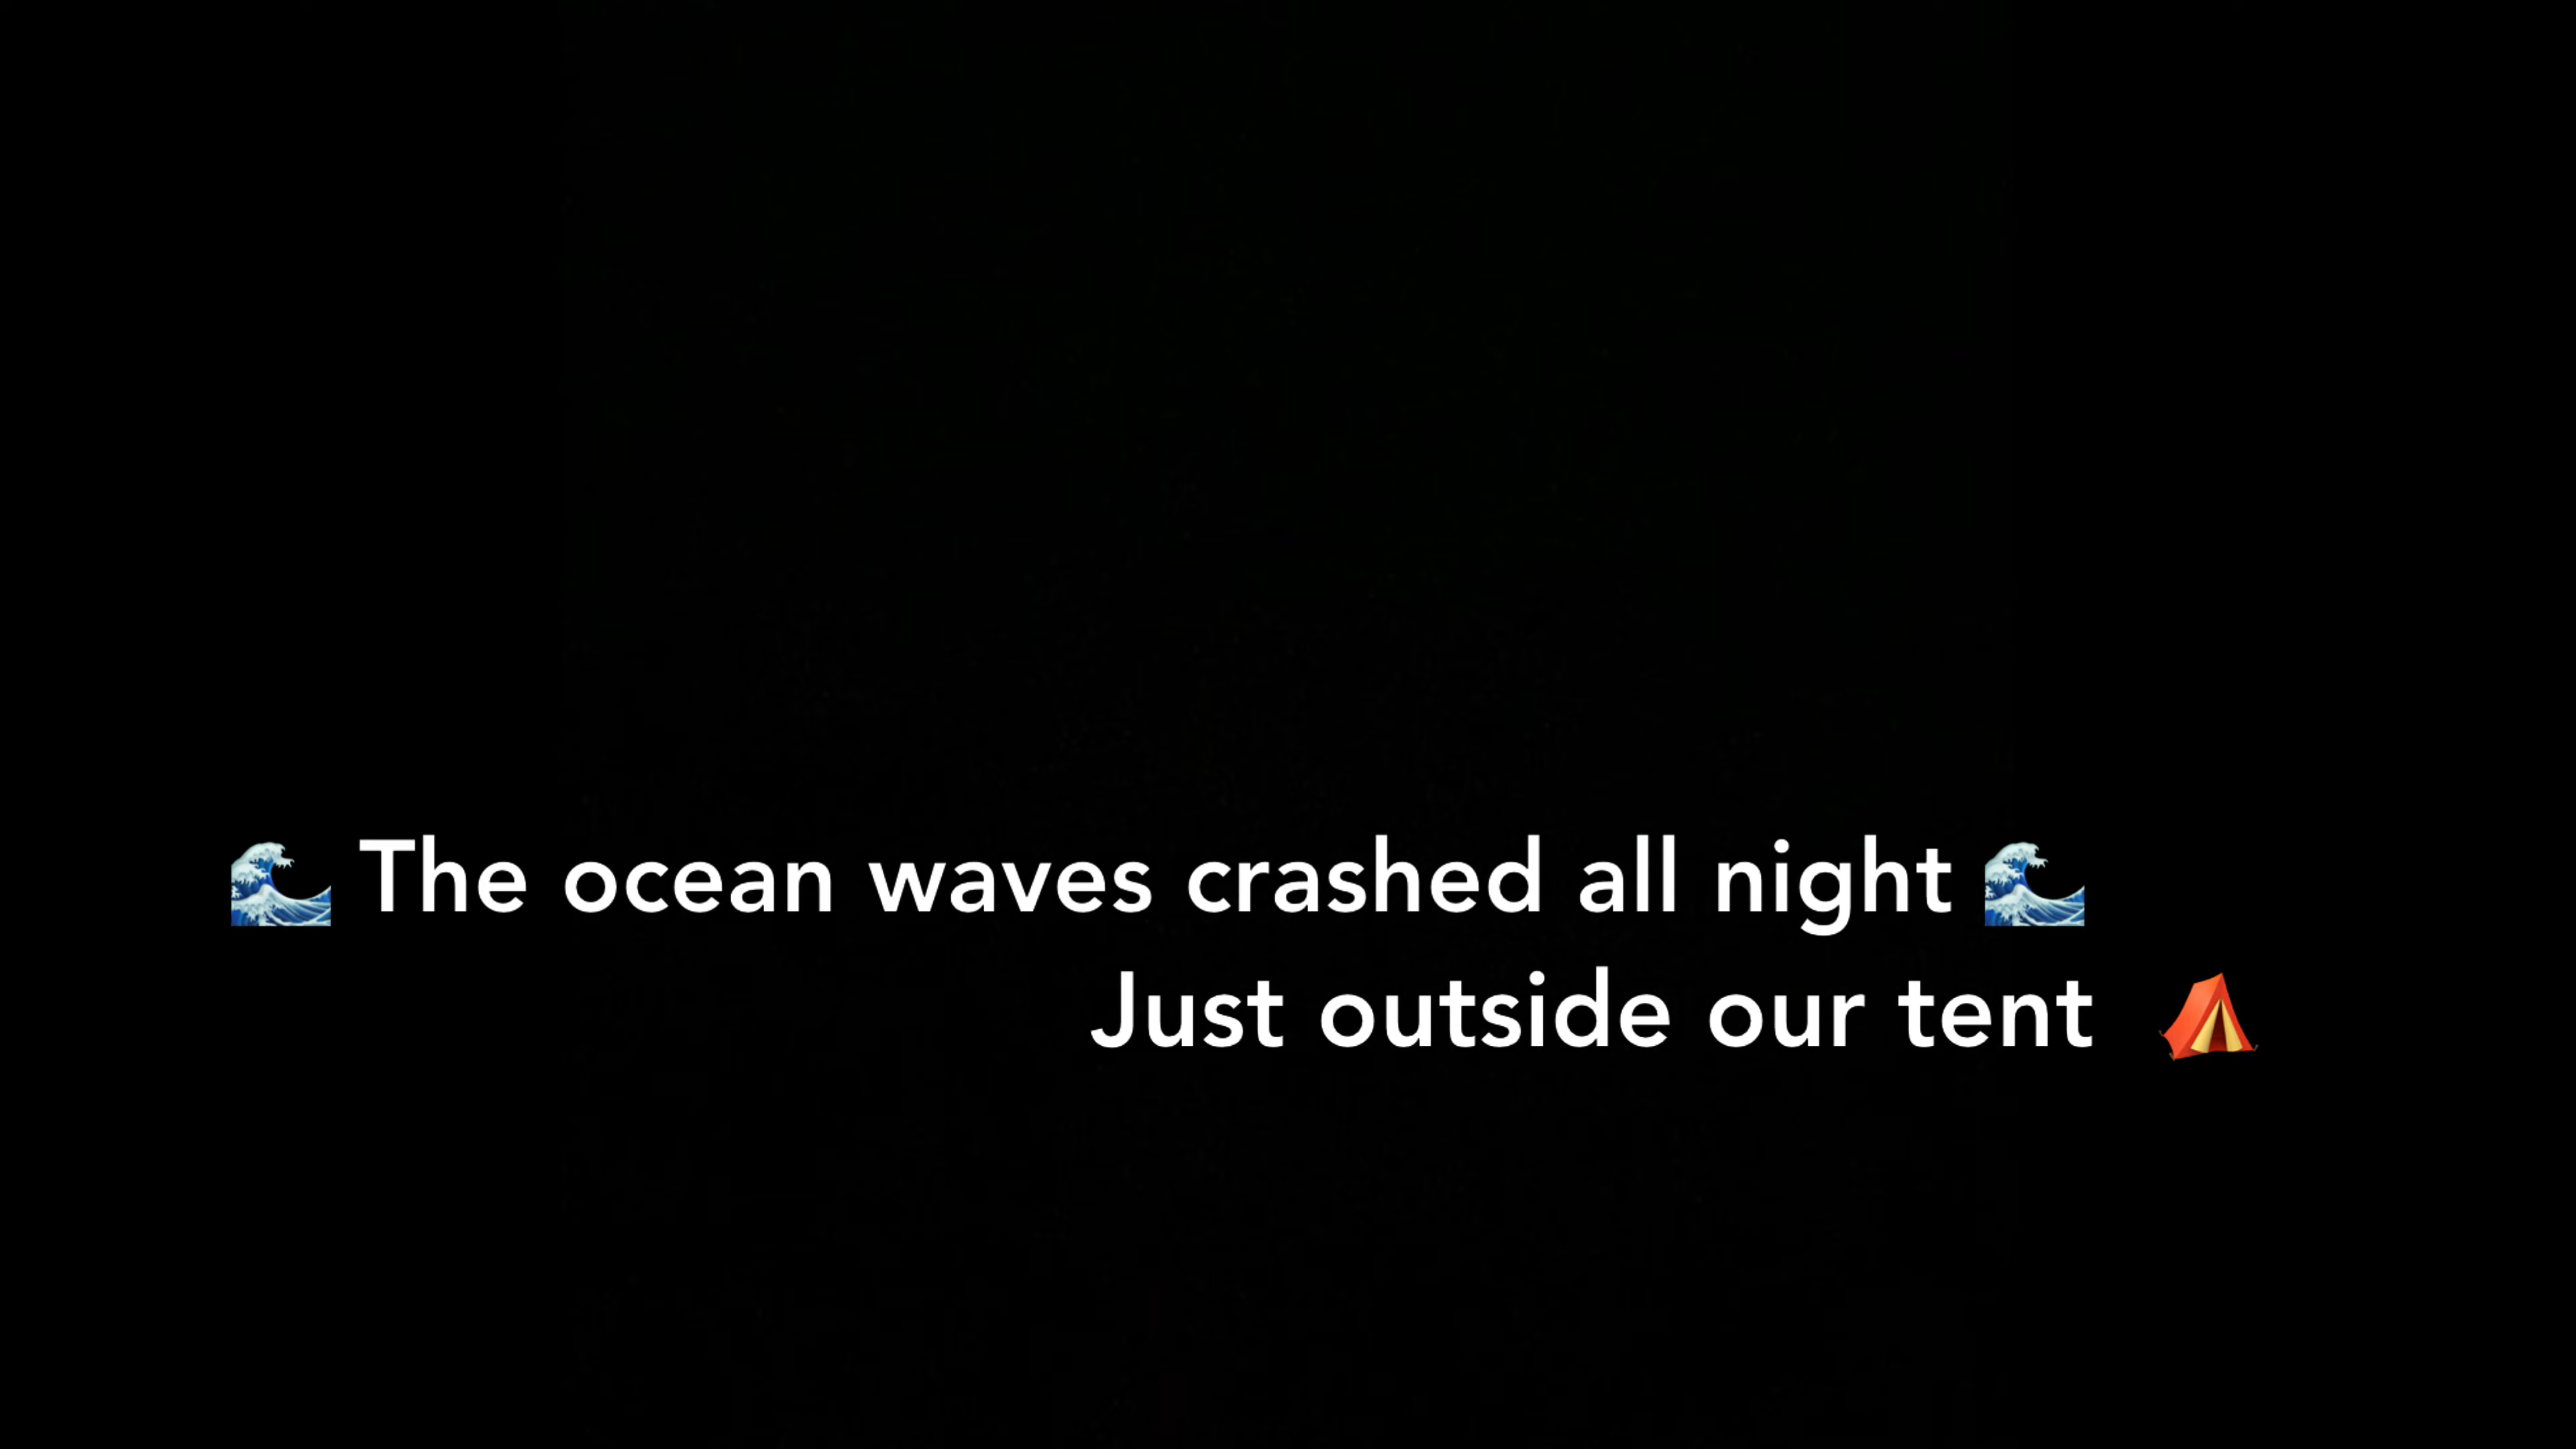 🌊 The ocean waves crashed all night 🌊
Just outside our tent ⛺